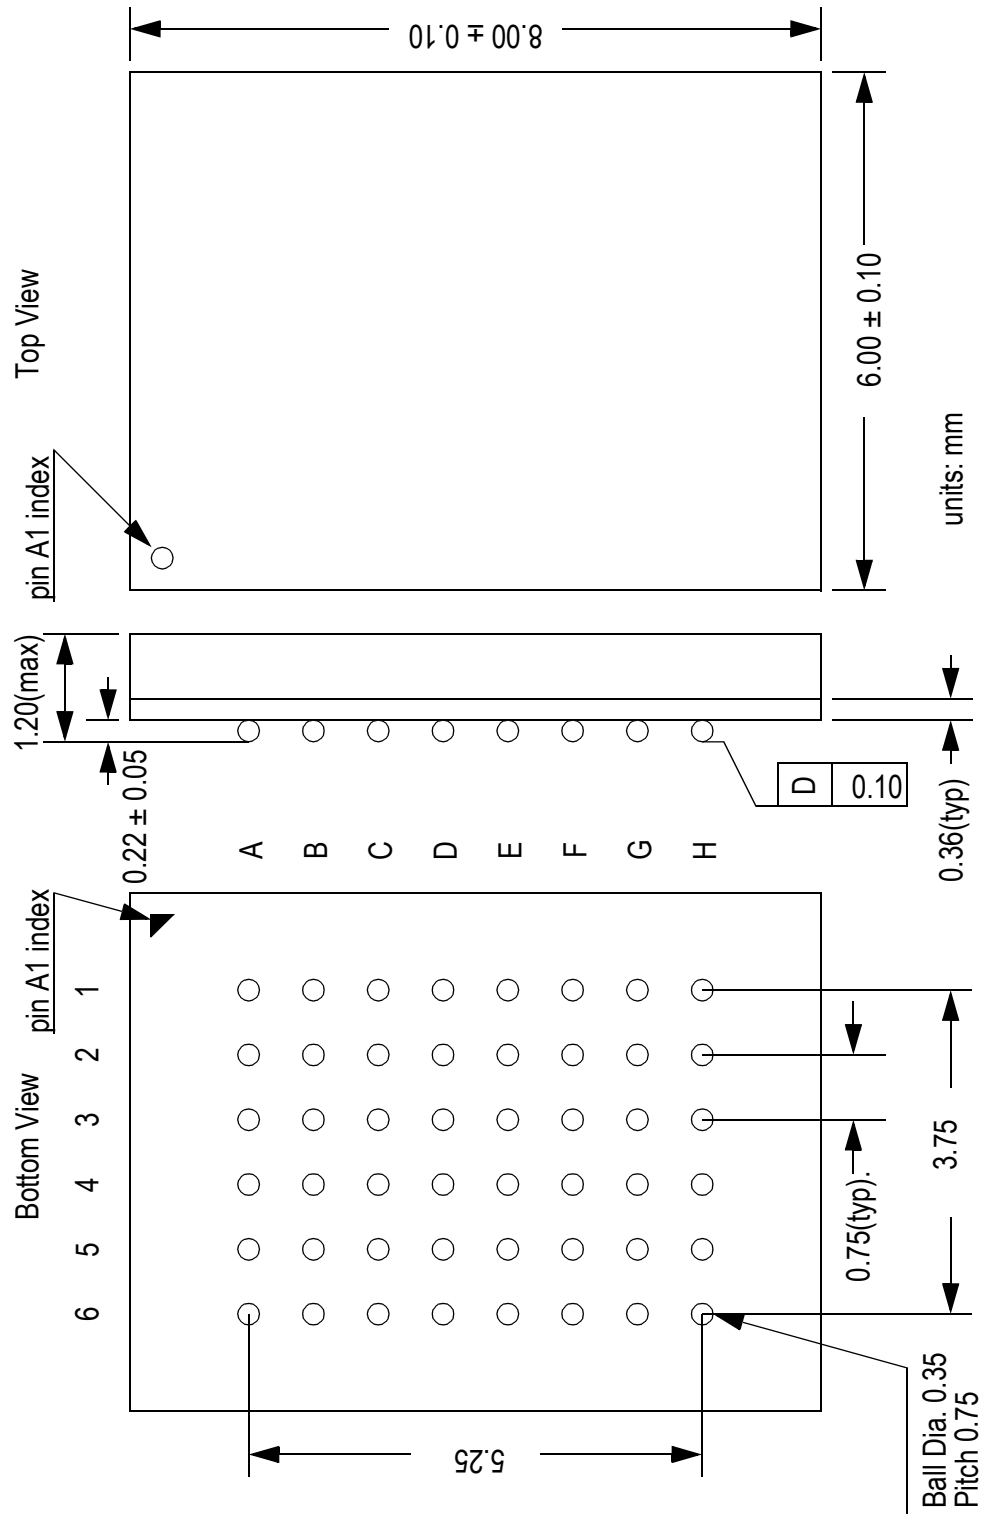 Top View
pin A1 index
8.00 ± 0.10
6.00 ± 0.10
units: mm
1.20(max)
0.22 ± 0.05
D 0.10
0.36(typ)
A B C D E F G H
Bottom View
pin A1 index
6 5 4 3 2 1
5.25
0.75(typ).
3.75
Ball Dia. 0.35
Pitch 0.75